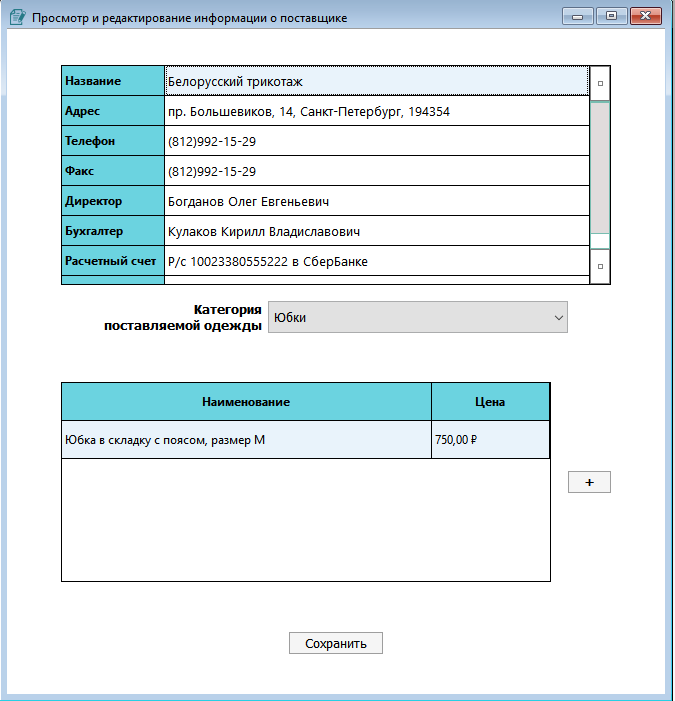 Просмотр и редактирование информации о поставщике
Название Белорусский трикотаж
Адрес пр. Большевиков, 14, Санкт-Петербург, 194354
Телефон (812)992-15-29
Факс (812)992-15-29
Директор Богданов Олег Евгеньевич
Бухгалтер Кулаков Кирилл Владиславович
Расчетный счет Р/с 10023380555222 в СберБанке
Категория
поставляемой одежды Юбки
Наименование Цена
Юбка в складку с поясом, размер М 750,00 ₽
+
Сохранить